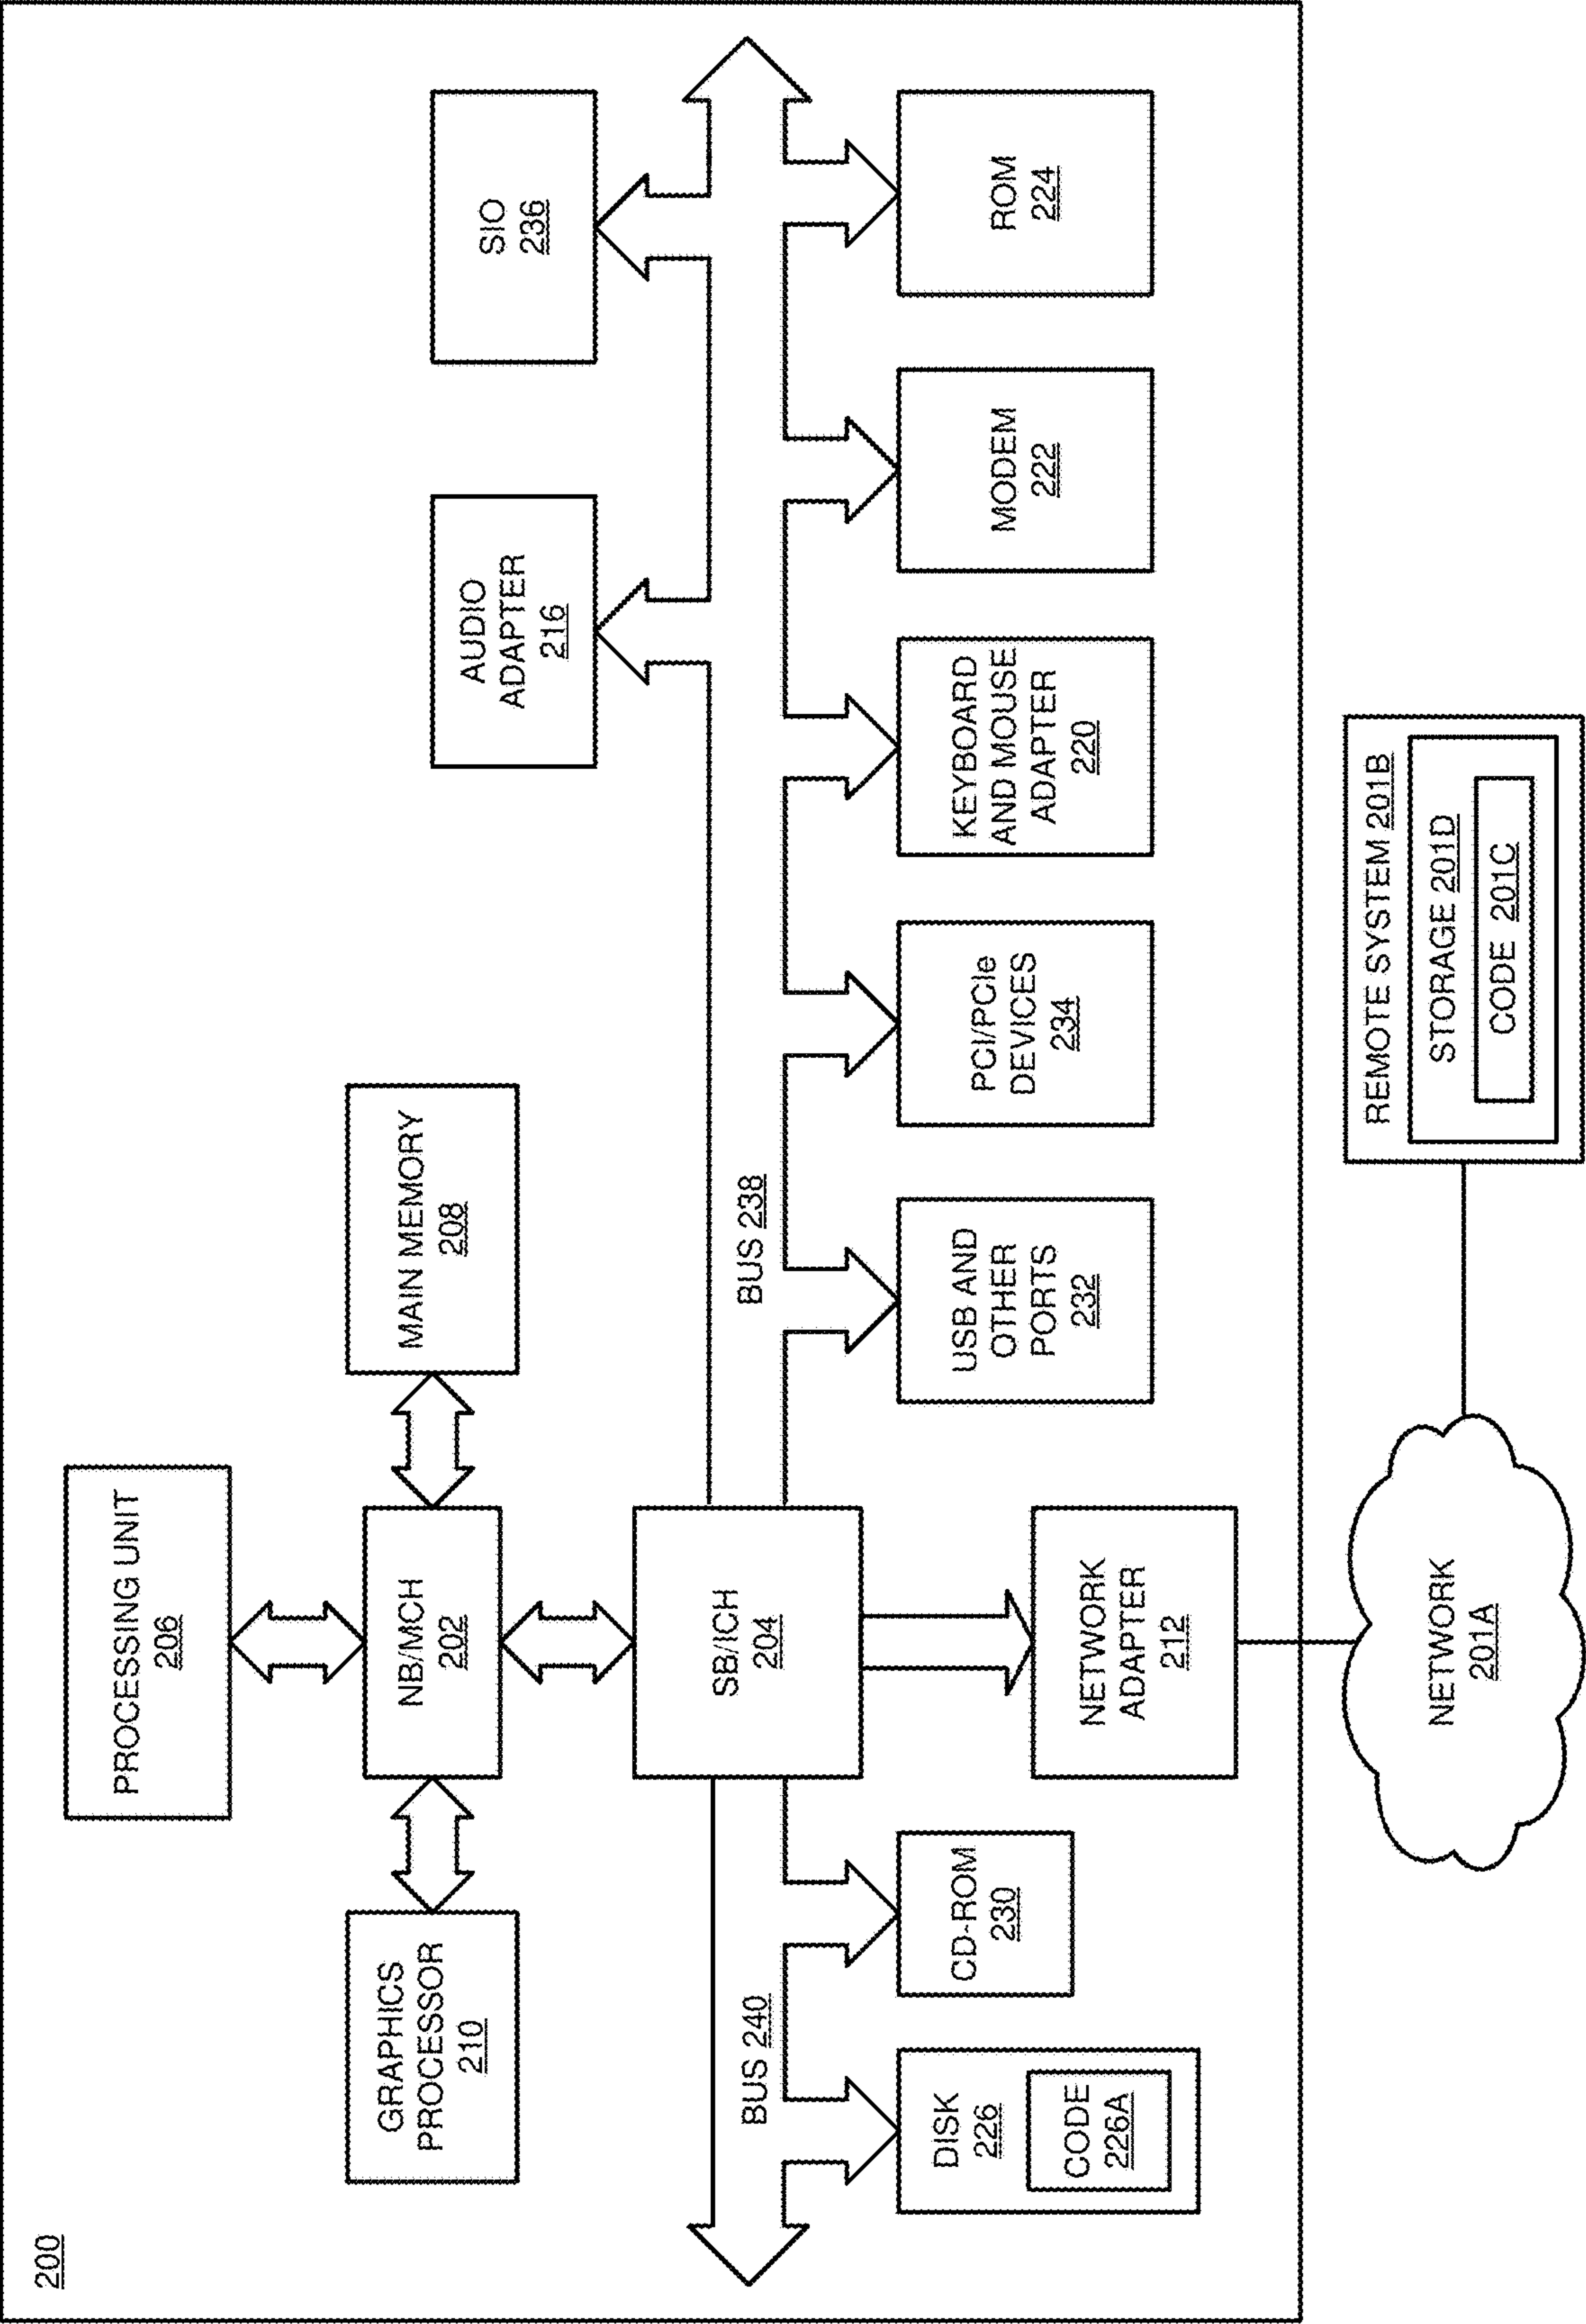 200
PROCESSING UNIT
206
GRAPHICS
PROCESSOR
210
NB/MCH
202
MAIN MEMORY
208
AUDIO
ADAPTER
216
SIO
236
SB/ICH
204
BUS 240
BUS 238
DISK
226
CODE
226A
CD-ROM
230
NETWORK
ADAPTER
212
USB AND
OTHER
PORTS
232
PCI/PCIe
DEVICES
234
KEYBOARD
AND MOUSE
ADAPTER
220
MODEM
222
ROM
224
NETWORK
201A
REMOTE SYSTEM 201B
STORAGE 201D
CODE 201C